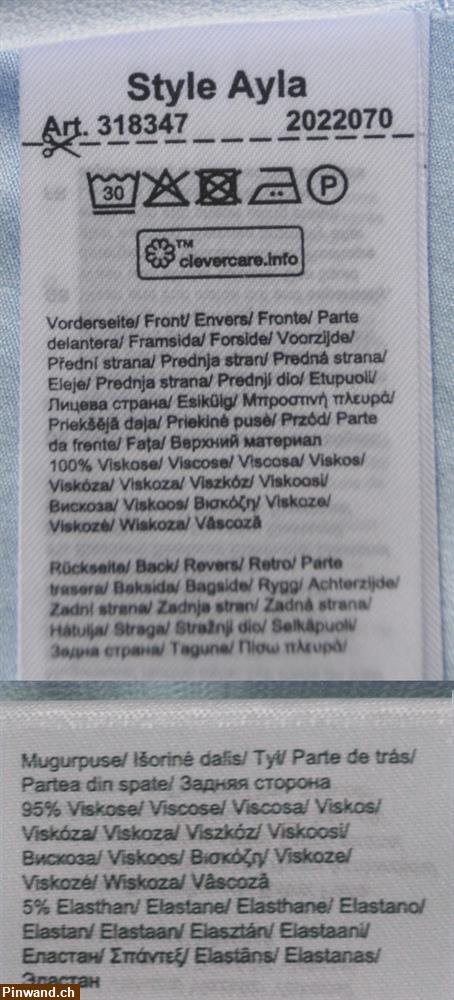 Style Ayla
Art. 318347 2022070
30 P
™
clevercare.info
Vorderseite/ Front/ Envers/ Fronte/ Parte
delantera/ Framsida/ Forside/ Voorzijde/
Přední strana/ Prednja stran/ Predná strana/
Eleje/ Prednja strana/ Prednji dio/ Etupuoli/
Лицева страна/ Esikülg/ Μπροστινή πλευρά/
Priekšējā daļa/ Priekinė pusė/ Przód/ Parte
da frente/ Faţa/ Верхний материал
100% Viskose/ Viscose/ Viscosa/ Viskos/
Viskóza/ Viskoza/ Viszkóz/ Viskoosi/
Вискоза/ Viskoos/ Βισκόζη/ Viskoze/
Viskozė/ Wiskoza/ Vâscoză
Rückseite/ Back/ Revers/ Retro/ Parte
trasera/ Baksida/ Bagside/ Rygg/ Achterzijde/
Zadní strana/ Zadnja stran/ Zadná strana/
Hátulja/ Straga/ Stražnji dio/ Selkäpuoli/
Задна страна/ Tagune/ Πίσω πλευρά/
Mugurpuse/ Išorinė dalis/ Tył/ Parte de trás/
Partea din spate/ Задняя сторона
95% Viskose/ Viscose/ Viscosa/ Viskos/
Viskóza/ Viskoza/ Viszkóz/ Viskoosi/
Вискоза/ Viskoos/ Βισκόζη/ Viskoze/
Viskozė/ Wiskoza/ Vâscoză
5% Elasthan/ Elastane/ Elasthane/ Elastano/
Elastan/ Elastaan/ Elasztán/ Elastaani/
Еластан/ Σπάντεξ/ Elastāns/ Elastanas/
Эластан
Pinwand.ch